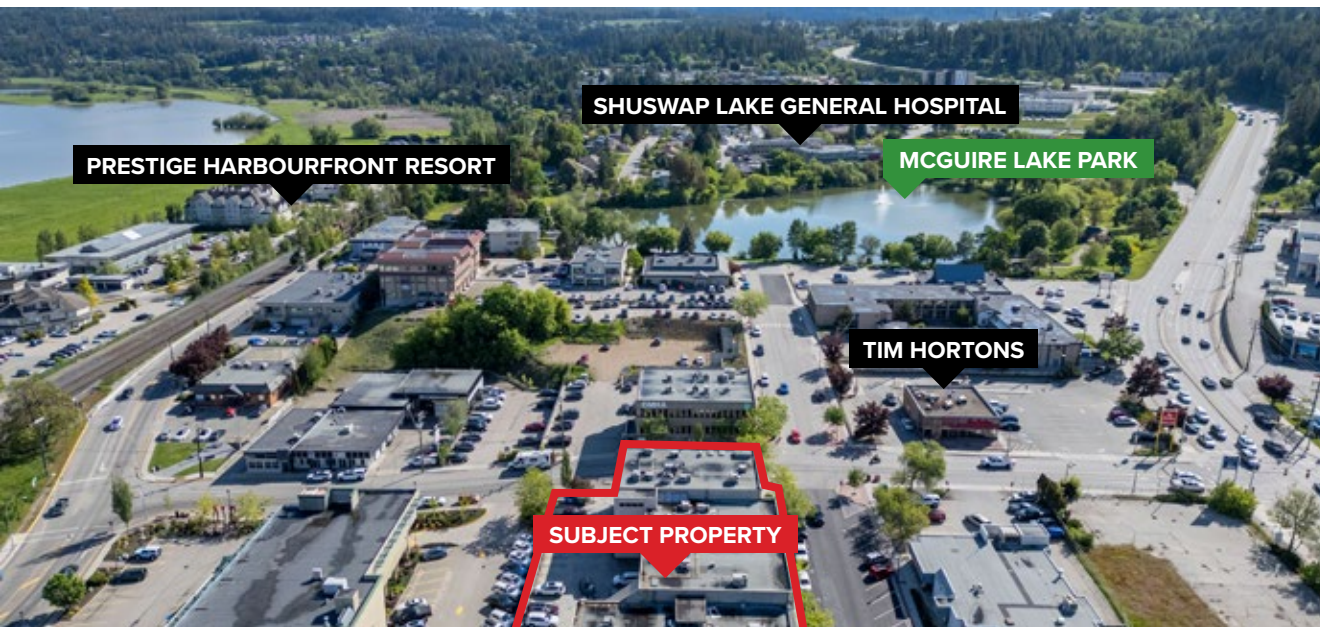 SHUSWAP LAKE GENERAL HOSPITAL
PRESTIGE HARBOURFRONT RESORT
MCGUIRE LAKE PARK
TIM HORTONS
SUBJECT PROPERTY